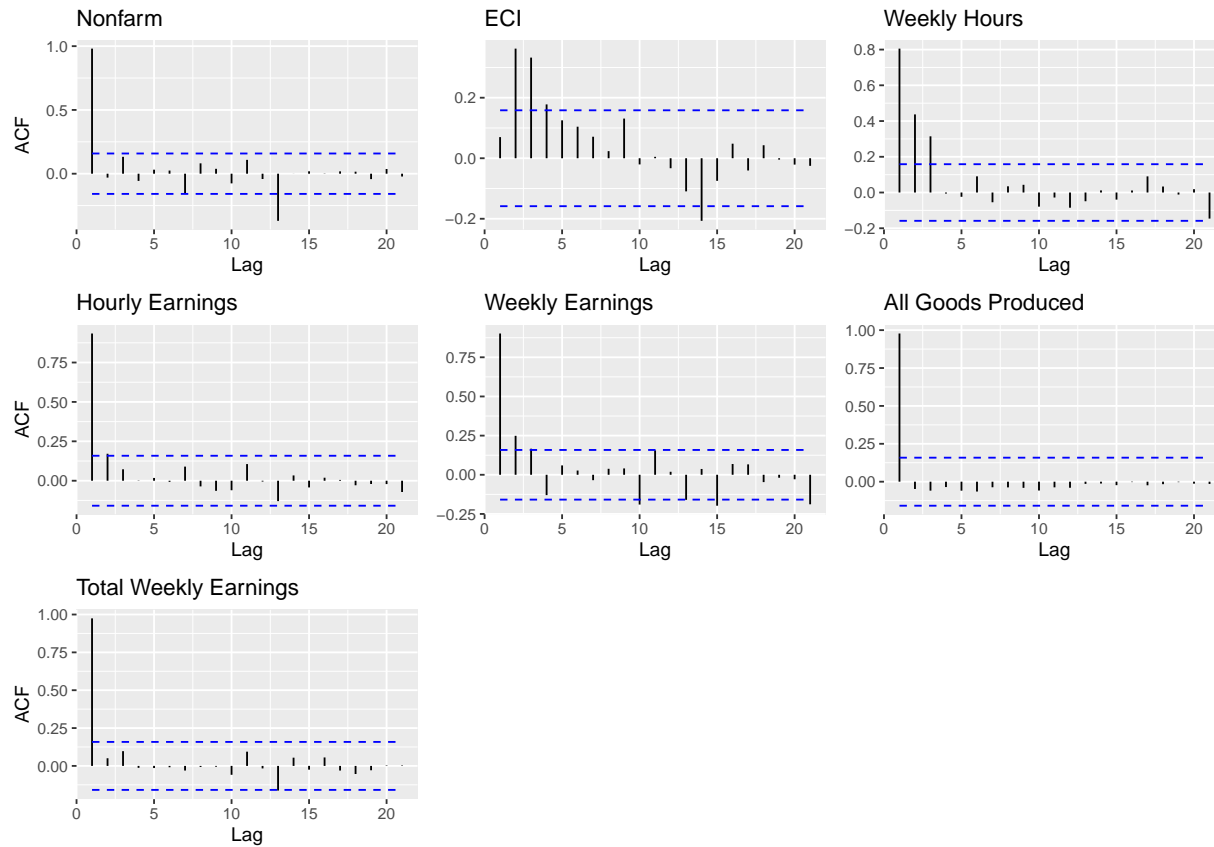 Nonfarm
ACF
1.0
0.5
0.0
0 5 10 15 20
Lag
ECI
0.2
0.0
−0.2
0 5 10 15 20
Lag
Weekly Hours
0.8
0.6
0.4
0.2
0.0
−0.2
0 5 10 15 20
Lag
Hourly Earnings
ACF
0.75
0.50
0.25
0.00
0 5 10 15 20
Lag
Weekly Earnings
0.75
0.50
0.25
0.00
−0.25
0 5 10 15 20
Lag
All Goods Produced
1.00
0.75
0.50
0.25
0.00
0 5 10 15 20
Lag
Total Weekly Earnings
ACF
1.00
0.75
0.50
0.25
0.00
0 5 10 15 20
Lag